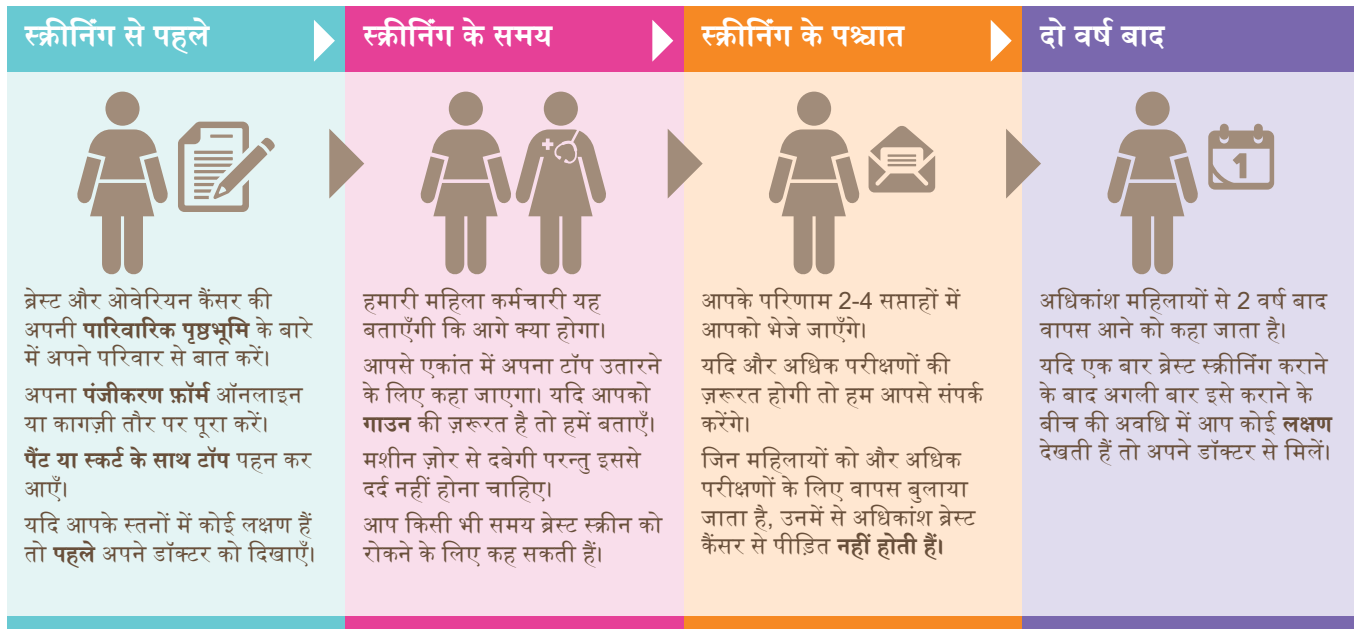 स्क्रीनिंग से पहले
ब्रेस्ट और ओवेरियन कैंसर की
अपनी पारिवारिक पृष्ठभूमि के बारे
में अपने परिवार से बात करें।
अपना पंजीकरण फ़ॉर्म ऑनलाइन
या कागज़ी तौर पर पूरा करें।
पैंट या स्कर्ट के साथ टॉप पहन कर
आएँ।
यदि आपके स्तनों में कोई लक्षण हैं
तो पहले अपने डॉक्टर को दिखाएँ।
स्क्रीनिंग के समय
हमारी महिला कर्मचारी यह
बताएँगी कि आगे क्या होगा।
आपसे एकांत में अपना टॉप उतारने
के लिए कहा जाएगा। यदि आपको
गाउन की ज़रूरत है तो हमें बताएँ।
मशीन ज़ोर से दबेगी परन्तु इससे
दर्द नहीं होना चाहिए।
आप किसी भी समय ब्रेस्ट स्क्रीन को
रोकने के लिए कह सकती हैं।
स्क्रीनिंग के पश्चात
आपके परिणाम 2-4 सप्ताहों में
आपको भेजे जाएँगे।
यदि और अधिक परीक्षणों की
ज़रूरत होगी तो हम आपसे संपर्क
करेंगे।
जिन महिलायों को और अधिक
परीक्षणों के लिए वापस बुलाया
जाता है, उनमें से अधिकांश ब्रेस्ट
कैंसर से पीड़ित नहीं होती हैं।
दो वर्ष बाद
1
अधिकांश महिलायों से 2 वर्ष बाद
वापस आने को कहा जाता है।
यदि एक बार ब्रेस्ट स्क्रीनिंग कराने
के बाद अगली बार इसे कराने के
बीच की अवधि में आप कोई लक्षण
देखती हैं तो अपने डॉक्टर से मिलें।